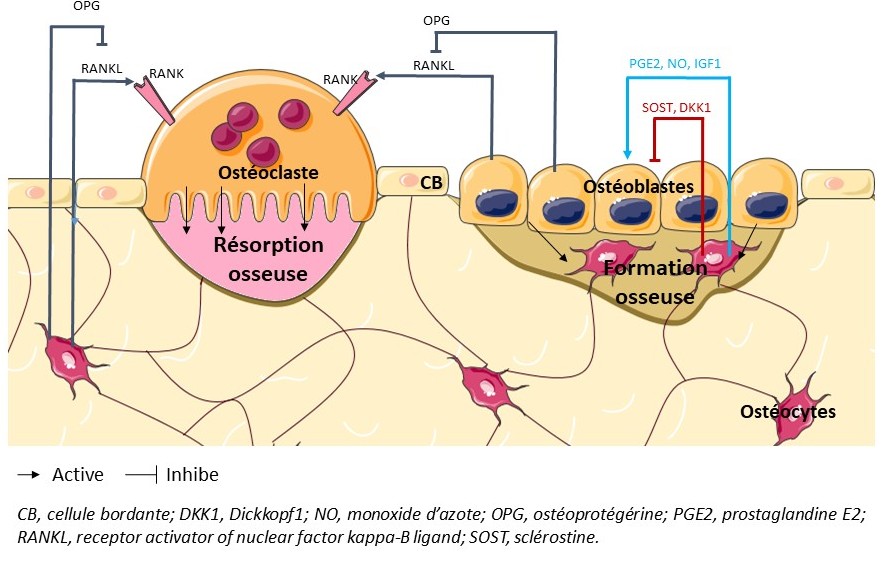 OPG
OPG
RANKL
RANK
RANK
RANKL
PGE2, NO, IGF1
SOST, DKK1
Ostéoclaste
CB
Ostéoblastes
Résorption
osseuse
Formation
osseuse
Ostéocytes
Active
Inhibe
CB, cellule bordante; DKK1, Dickkopf1; NO, monoxide d’azote; OPG, ostéoprotégérine; PGE2, prostaglandine E2;
RANKL, receptor activator of nuclear factor kappa-B ligand; SOST, sclérostine.